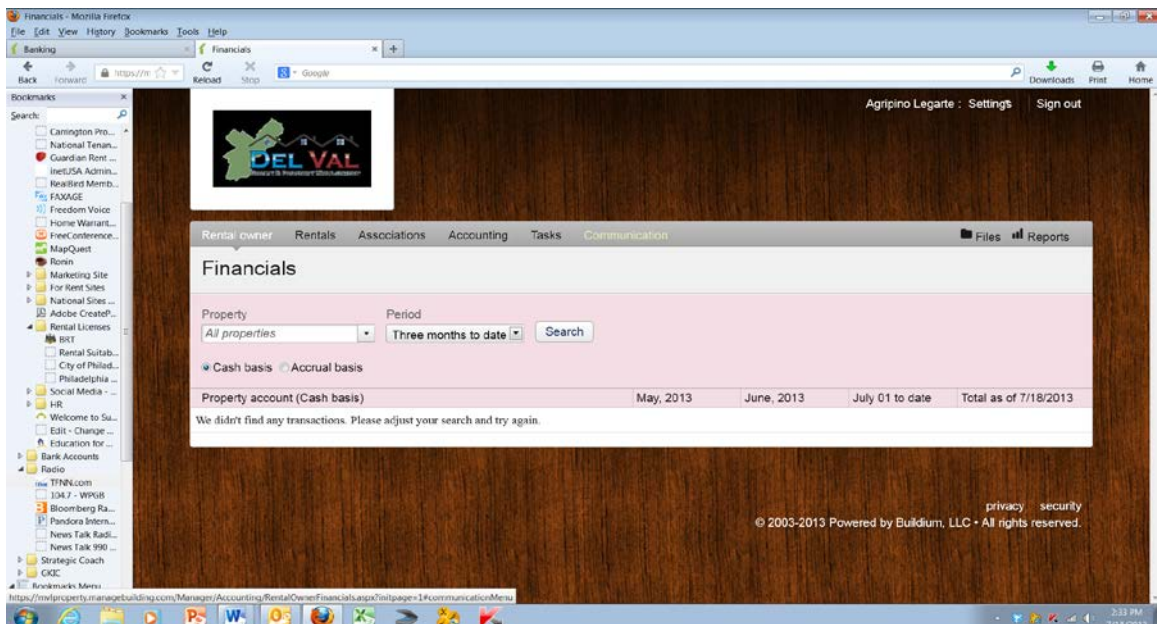 Financials - Mozilla Firefox
File Edit View History Bookmarks Tools Help
Banking
Financials
Back Forward https://m Reload Stop Google Downloads Print Home
Bookmarks
Search:
Carrington Pro...
National Tenan...
Guardian Rent ...
inetUSA Admin...
RealBird Memb...
FAXAGE
Freedom Voice
Home Warrant...
FreeConference...
MapQuest
Ronin
Marketing Site
For Rent Sites
National Sites ...
Adobe CreateP...
Rental Licenses
BRT
Rental Suitab...
City of Philad...
Philadelphia ...
Social Media - ...
HR
Welcome to Su...
Edit - Change ...
Education for ...
Bank Accounts
Radio
TFNN.com
104.7 - WPGB
Bloomberg Ra...
Pandora Intern...
News Talk Radi...
News Talk 990 ...
Strategic Coach
GKIC
Bookmarks Menu
DEL VAL
Agripino Legarte : Settings Sign out
Rental owner Rentals Associations Accounting Tasks Communication Files Reports
Financials
Property Period
All properties Three months to date Search
Cash basis Accrual basis
Property account (Cash basis) May, 2013 June, 2013 July 01 to date Total as of 7/18/2013
We didn't find any transactions. Please adjust your search and try again.
privacy security
© 2003-2013 Powered by Buildium, LLC • All rights reserved.
https://mvlproperty.managebuilding.com/Manager/Accounting/RentalOwnerFinancials.aspx?initpage=1#communicationMenu
2:33 PM